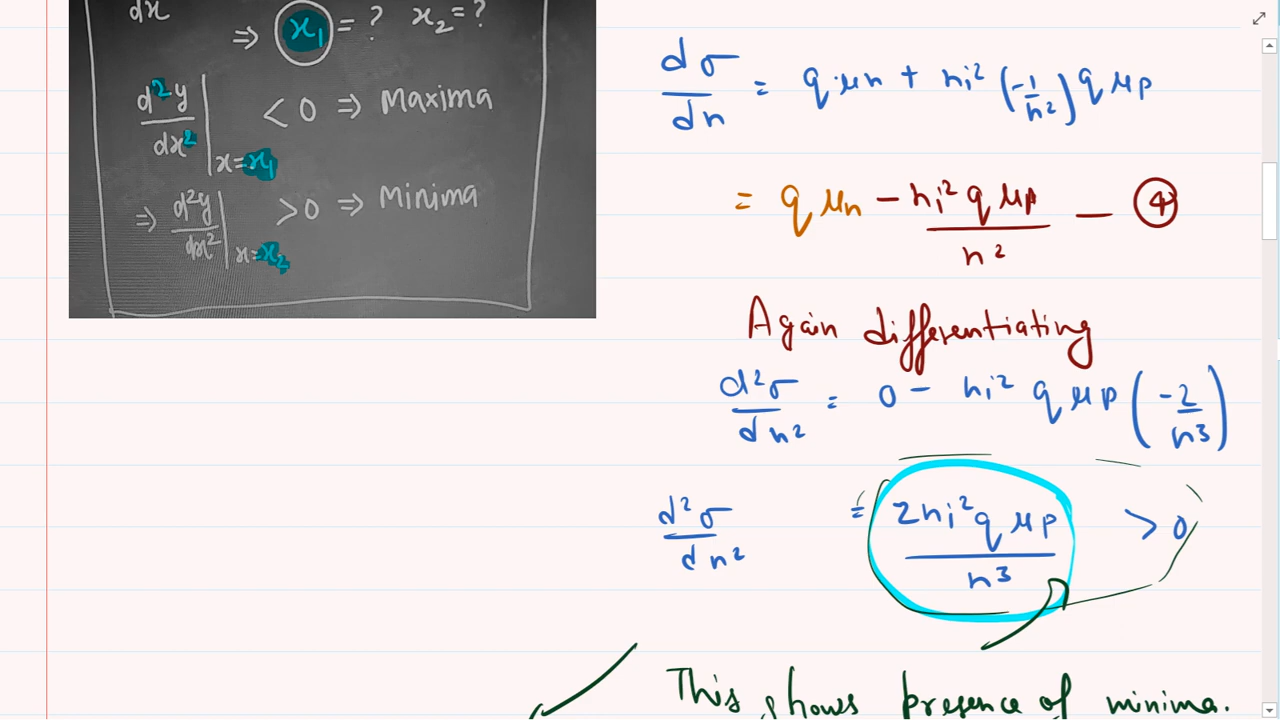 dx
⇒ x₁ = ? x₂ = ?
d²y/dx² |ₓ₌ₓ₁ < 0 ⇒ Maxima
⇒ d²y/dx² |ₓ₌ₓ₂ > 0 ⇒ Minima
dσ/dn = qμn + ni² (-1/n²) qμp
= qμn - ni² qμp/n² — ④
Again differentiating
d²σ/dn² = 0 - ni² qμp (-2/n³)
d²σ/dn² = 2ni² qμp/n³ > 0
This shows presence of minima.